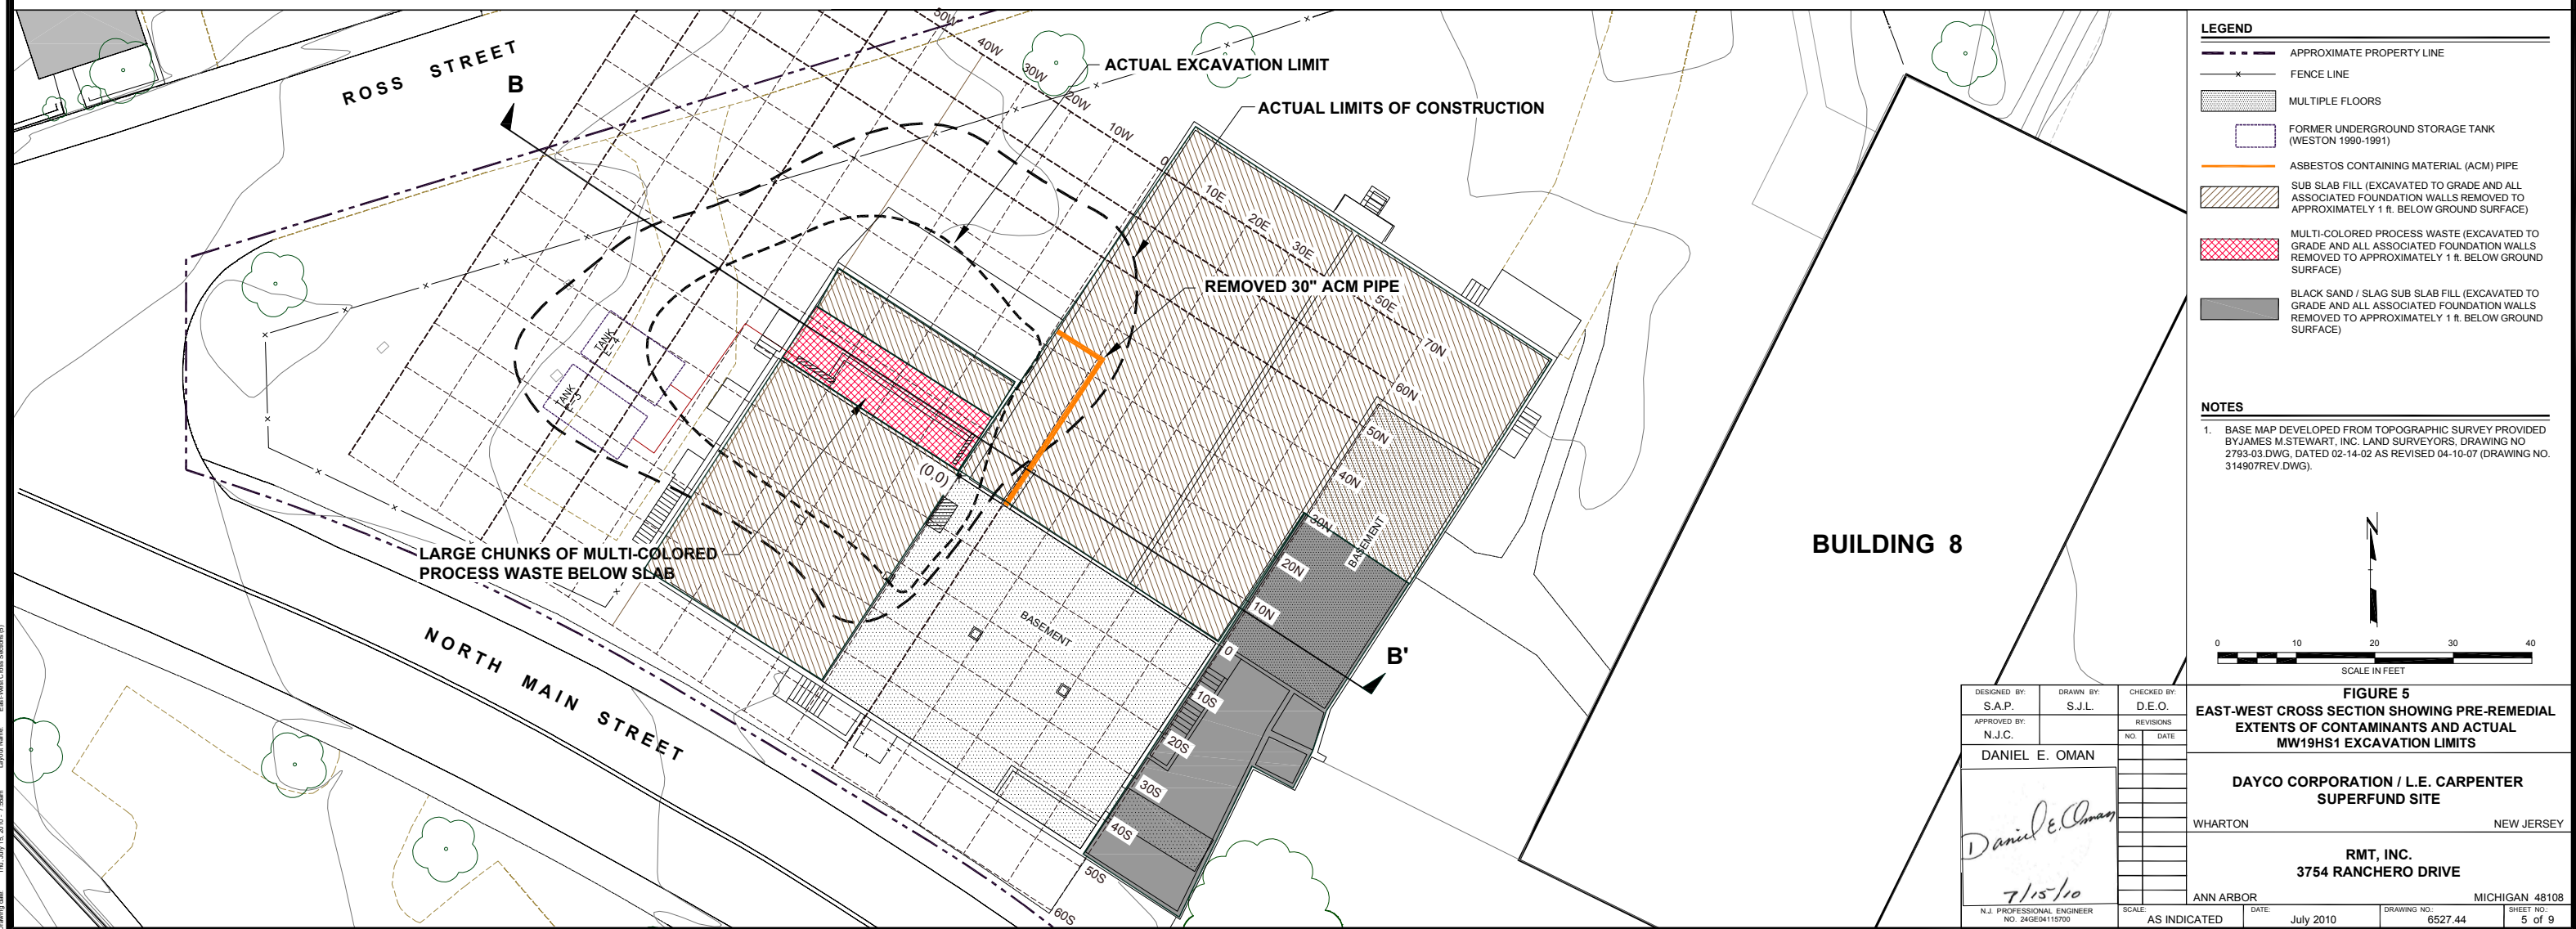 ROSS STREET
B
ACTUAL EXCAVATION LIMIT
ACTUAL LIMITS OF CONSTRUCTION
50W
40W
30W
20W
10W
0
10E
20E
30E
50E
REMOVED 30" ACM PIPE
70N
60N
50N
40N
30N
20N
10N
0
10S
20S
30S
40S
50S
60S
TANK
E-4
TANK
E-5
(0,0)
BASEMENT
BASEMENT
LARGE CHUNKS OF MULTI-COLORED
PROCESS WASTE BELOW SLAB
NORTH MAIN STREET
B'
BUILDING 8
LEGEND
APPROXIMATE PROPERTY LINE
FENCE LINE
MULTIPLE FLOORS
FORMER UNDERGROUND STORAGE TANK
(WESTON 1990-1991)
ASBESTOS CONTAINING MATERIAL (ACM) PIPE
SUB SLAB FILL (EXCAVATED TO GRADE AND ALL
ASSOCIATED FOUNDATION WALLS REMOVED TO
APPROXIMATELY 1 ft. BELOW GROUND SURFACE)
MULTI-COLORED PROCESS WASTE (EXCAVATED TO
GRADE AND ALL ASSOCIATED FOUNDATION WALLS
REMOVED TO APPROXIMATELY 1 ft. BELOW GROUND
SURFACE)
BLACK SAND / SLAG SUB SLAB FILL (EXCAVATED TO
GRADE AND ALL ASSOCIATED FOUNDATION WALLS
REMOVED TO APPROXIMATELY 1 ft. BELOW GROUND
SURFACE)
NOTES
1. BASE MAP DEVELOPED FROM TOPOGRAPHIC SURVEY PROVIDED
BYJAMES M.STEWART, INC. LAND SURVEYORS, DRAWING NO
2793-03.DWG, DATED 02-14-02 AS REVISED 04-10-07 (DRAWING NO.
314907REV.DWG).
N
0 10 20 30 40
SCALE IN FEET
DESIGNED BY: DRAWN BY: CHECKED BY:
S.A.P. S.J.L. D.E.O.
APPROVED BY: REVISIONS
N.J.C. NO. DATE
DANIEL E. OMAN
Daniel E. Oman
7/15/10
N.J. PROFESSIONAL ENGINEER
NO. 24GE04115700
FIGURE 5
EAST-WEST CROSS SECTION SHOWING PRE-REMEDIAL
EXTENTS OF CONTAMINANTS AND ACTUAL
MW19HS1 EXCAVATION LIMITS
DAYCO CORPORATION / L.E. CARPENTER
SUPERFUND SITE
WHARTON NEW JERSEY
RMT, INC.
3754 RANCHERO DRIVE
ANN ARBOR MICHIGAN 48108
SCALE: DATE: DRAWING NO.: SHEET NO.:
AS INDICATED July 2010 6527.44 5 of 9